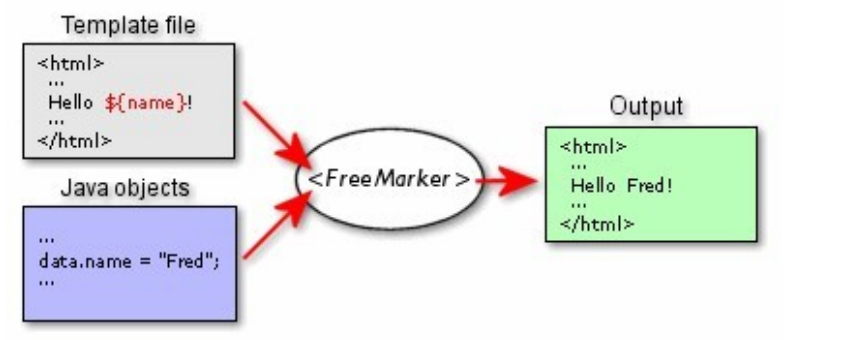 Template file
<html>
...
Hello ${name}!
...
</html>
Java objects
...
data.name = "Fred";
...
<FreeMarker>
Output
<html>
...
Hello Fred!
...
</html>